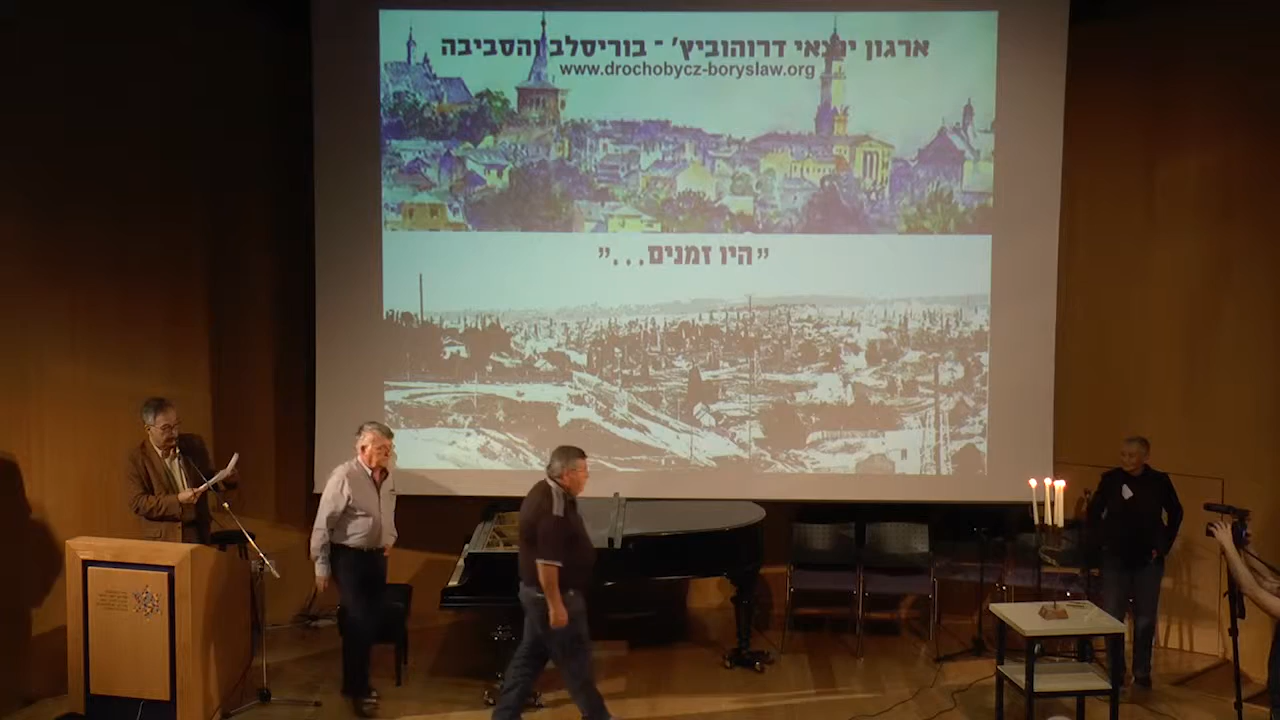 ארגון יוצאי דרוהוביץ' - בוריסלב והסביבה
www.drochobycz-boryslaw.org
"היו זמנים..."